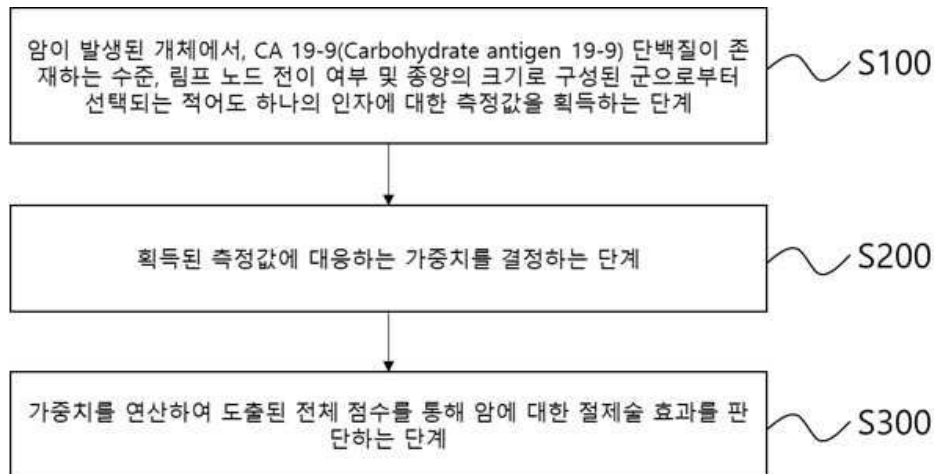 암이 발생된 개체에서, CA 19-9(Carbohydrate antigen 19-9) 단백질이 존
재하는 수준, 림프 노드 전이 여부 및 종양의 크기로 구성된 군으로부터
선택되는 적어도 하나의 인자에 대한 측정값을 획득하는 단계
S100
획득된 측정값에 대응하는 가중치를 결정하는 단계
S200
가중치를 연산하여 도출된 전체 점수를 통해 암에 대한 절제술 효과를 판
단하는 단계
S300